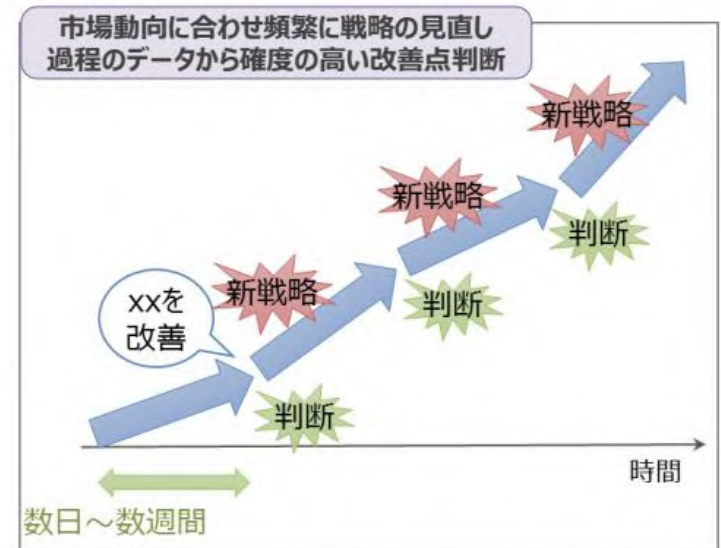 市場動向に合わせ頻繁に戦略の見直し
過程のデータから確度の高い改善点判断
新戦略
新戦略
判断
新戦略
判断
xxを
改善
判断
時間
数日～数週間